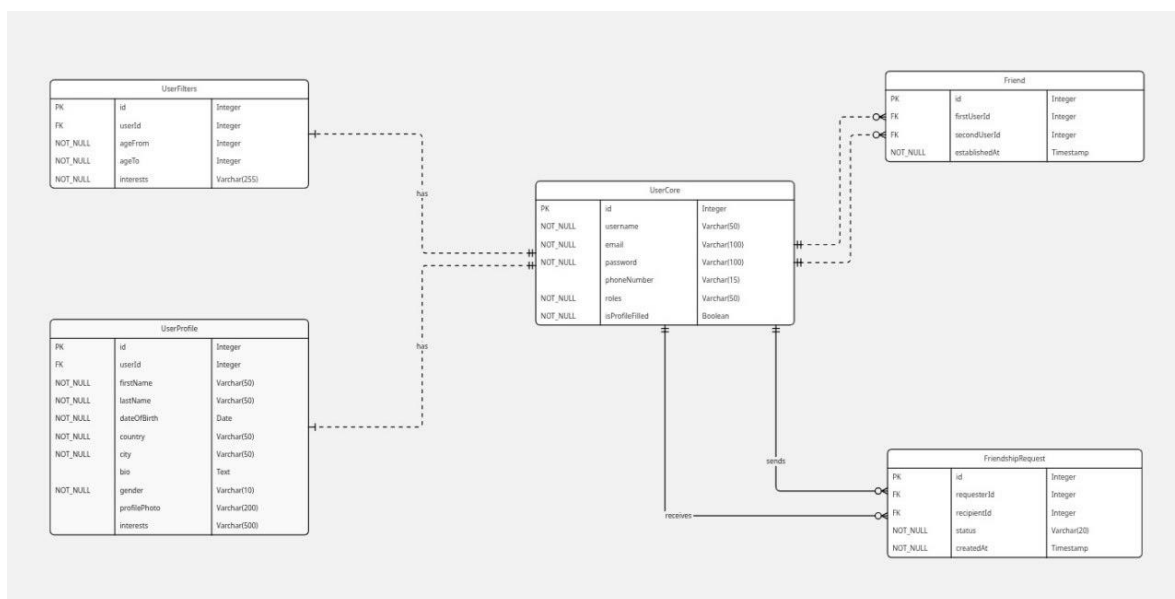 UserFilters
PK id Integer
FK userId Integer
NOT_NULL ageFrom Integer
NOT_NULL ageTo Integer
NOT_NULL interests Varchar(255)
has
UserProfile
PK id Integer
FK userId Integer
NOT_NULL firstName Varchar(50)
NOT_NULL lastName Varchar(50)
NOT_NULL dateOfBirth Date
NOT_NULL country Varchar(50)
NOT_NULL city Varchar(50)
bio Text
NOT_NULL gender Varchar(10)
profilePhoto Varchar(200)
interests Varchar(500)
has
UserCore
PK id Integer
NOT_NULL username Varchar(50)
NOT_NULL email Varchar(100)
NOT_NULL password Varchar(100)
phoneNumber Varchar(15)
NOT_NULL roles Varchar(50)
NOT_NULL isProfileFilled Boolean
Friend
PK id Integer
FK firstUserId Integer
FK secondUserId Integer
NOT_NULL establishedAt Timestamp
sends
receives
FriendshipRequest
PK id Integer
FK requesterId Integer
FK recipientId Integer
NOT_NULL status Varchar(20)
NOT_NULL createdAt Timestamp